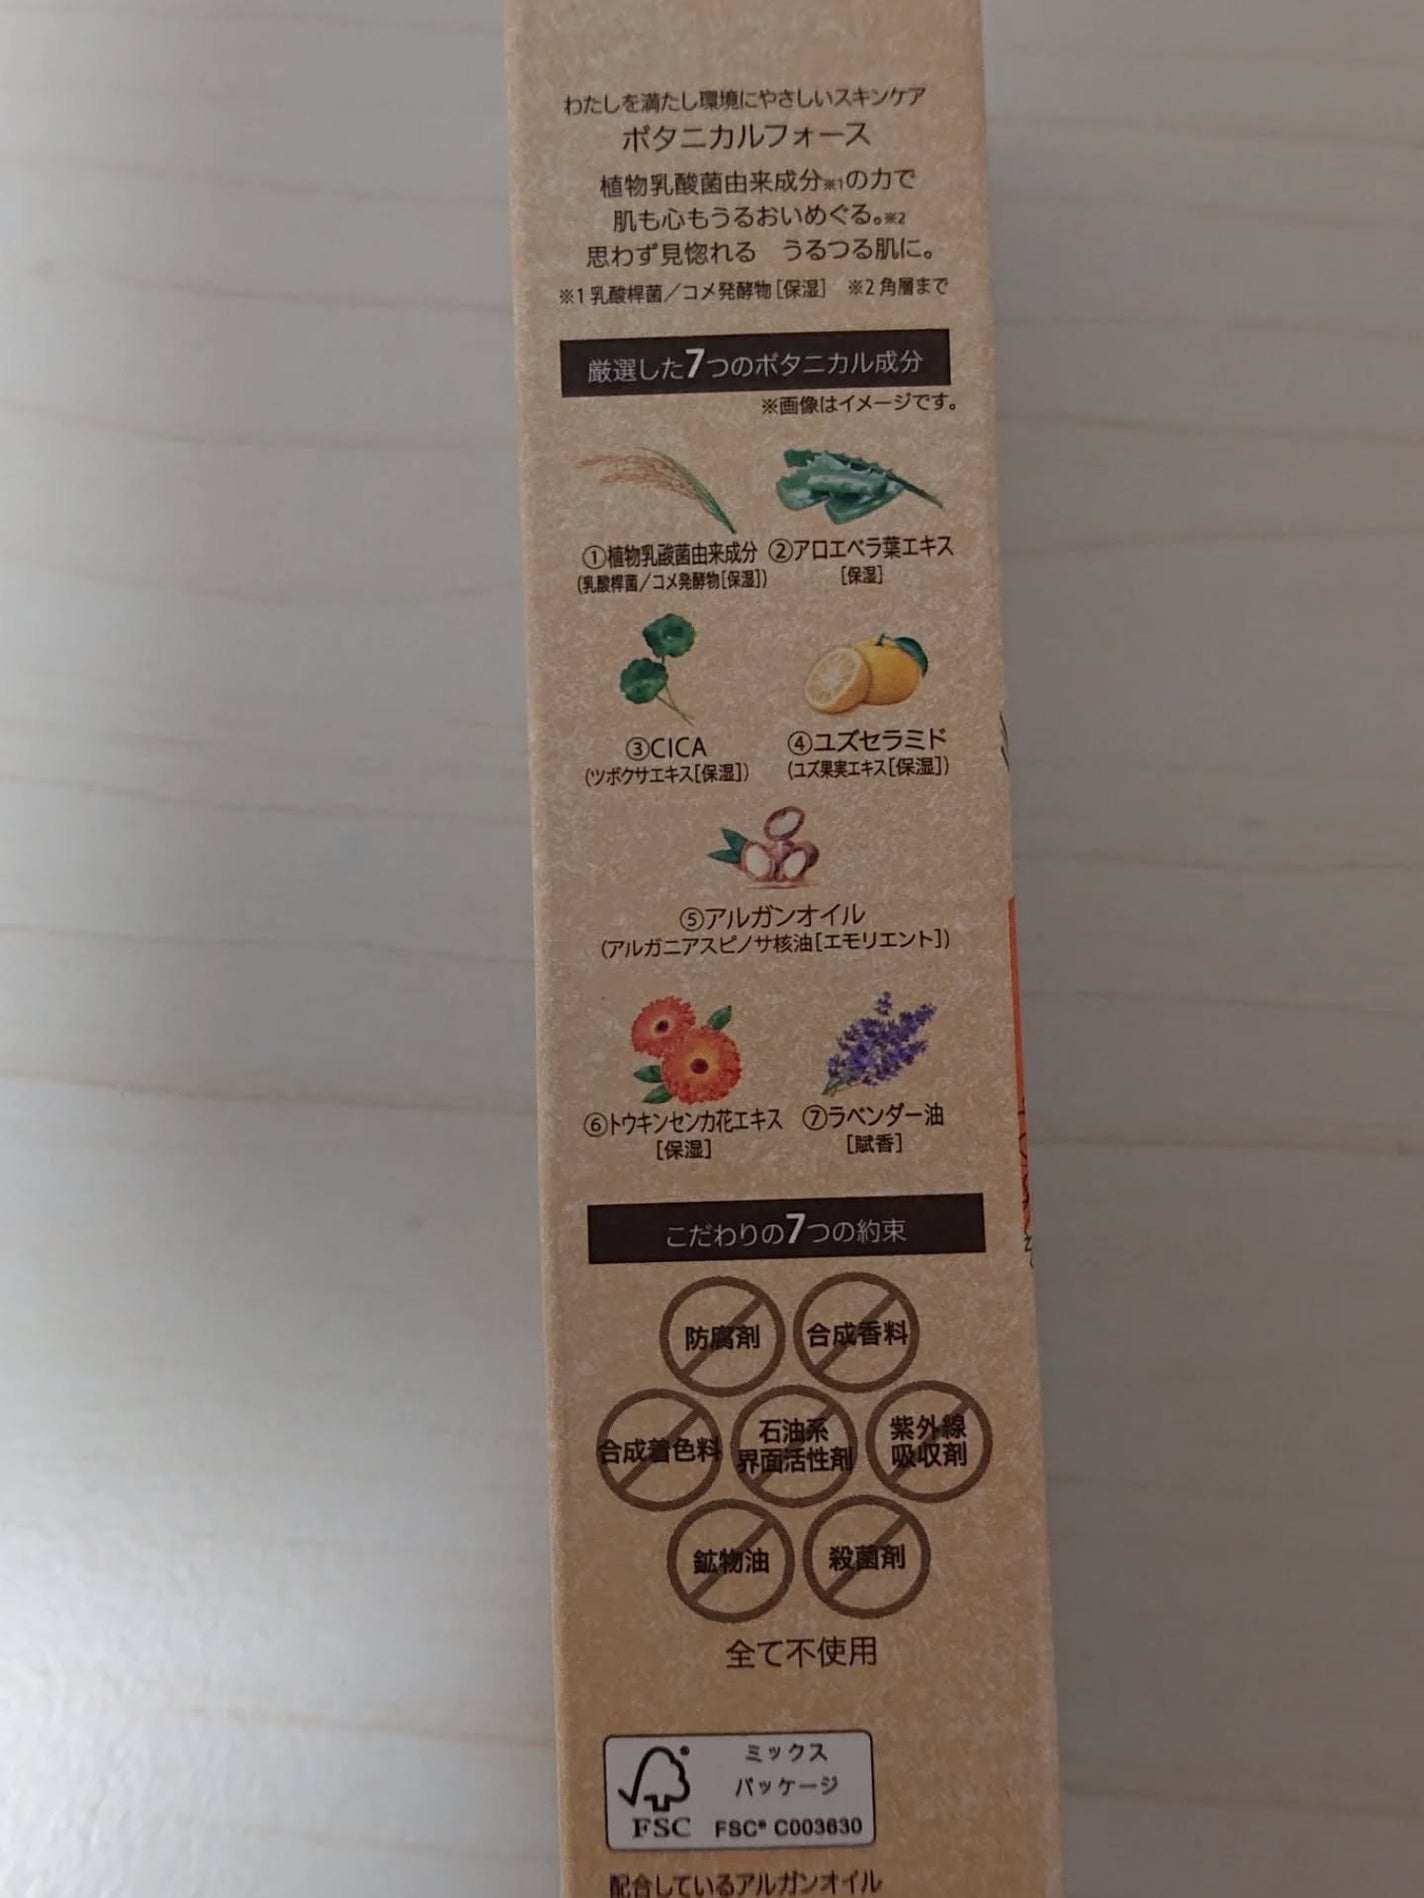 わたしを満たし環境にやさしいスキンケア
ボタニカルフォース
植物乳酸菌由来成分※1の力で
肌も心もうるおいめぐる。※2
思わず見惚れる　うるつる肌に。
※1 乳酸桿菌／コメ発酵物［保湿］　※2 角層まで
厳選した7つのボタニカル成分
※画像はイメージです。
①植物乳酸菌由来成分 ②アロエベラ葉エキス
(乳酸桿菌／コメ発酵物［保湿］) ［保湿］
③CICA ④ユズセラミド
(ツボクサエキス［保湿］) (ユズ果実エキス［保湿］)
⑤アルガンオイル
(アルガニアスピノサ核油［エモリエント］)
⑥トウキンセンカ花エキス ⑦ラベンダー油
［保湿］ ［賦香］
こだわりの7つの約束
防腐剤 合成香料
合成着色料 石油系 界面活性剤 紫外線 吸収剤
鉱物油 殺菌剤
全て不使用
ミックス
パッケージ
FSC FSC® C003630
配合しているアルガンオイル